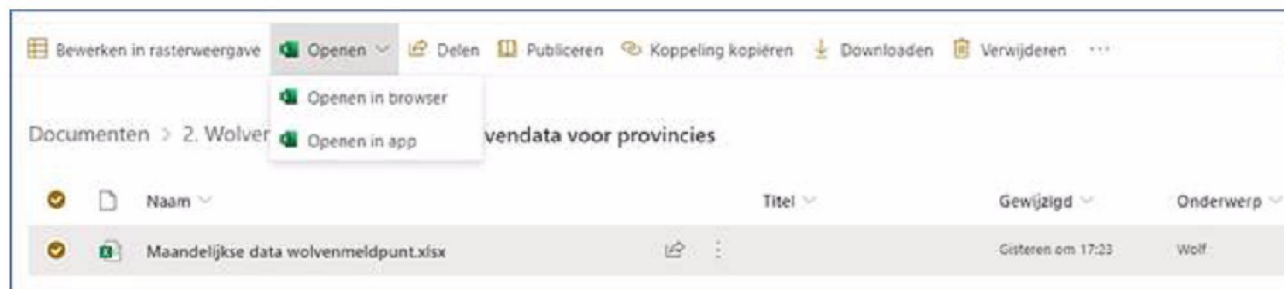 Bewerken in rasterweergave Openen Delen Publiceren Koppeling kopiëren Downloaden Verwijderen ...
Openen in browser
Documenten > 2. Wolven vendata voor provincies
Openen in app
Naam Titel Gewijzigd Onderwerp
Maandelijkse data wolvenmeldpunt.xlsx Gisteren om 17:23 Wolf